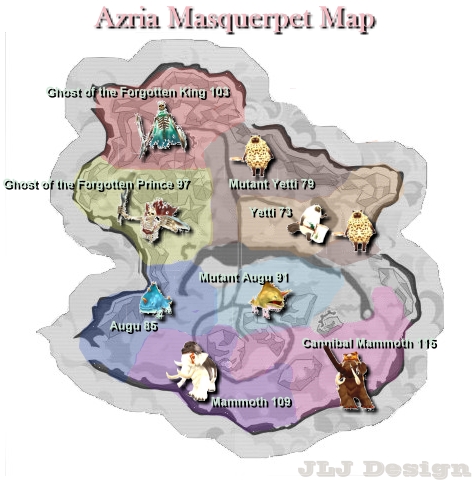 Azria Masquerpet Map
Ghost of the Forgotten King 103
Ghost of the Forgotten Prince 97
Mutant Yetti 79
Yetti 73
Mutant Augu 91
Augu 85
Cannibal Mammoth 115
Mammoth 109
JLJ Design